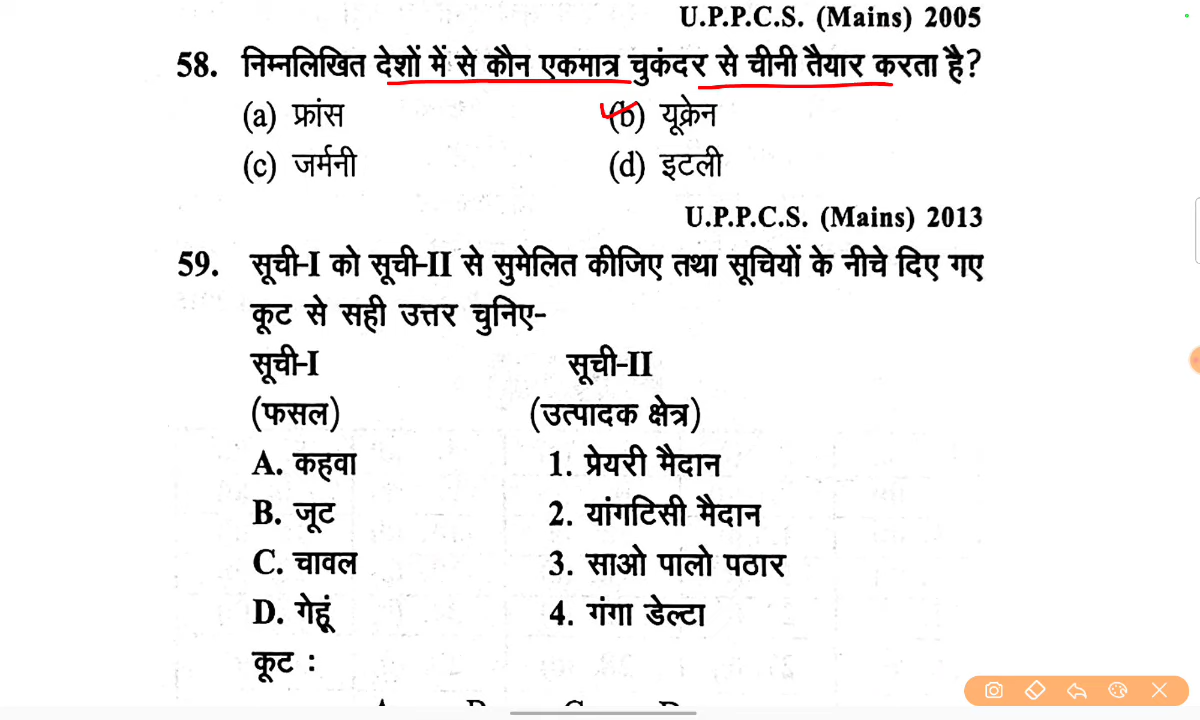 U.P.P.C.S. (Mains) 2005
58. निम्नलिखित देशों में से कौन एकमात्र चुकंदर से चीनी तैयार करता है?
(a) फ्रांस (b) यूक्रेन
(c) जर्मनी (d) इटली
U.P.P.C.S. (Mains) 2013
59. सूची-I को सूची-II से सुमेलित कीजिए तथा सूचियों के नीचे दिए गए
कूट से सही उत्तर चुनिए-
सूची-I सूची-II
(फसल) (उत्पादक क्षेत्र)
A. कहवा 1. प्रेयरी मैदान
B. जूट 2. यांगटिसी मैदान
C. चावल 3. साओ पालो पठार
D. गेहूं 4. गंगा डेल्टा
कूट :